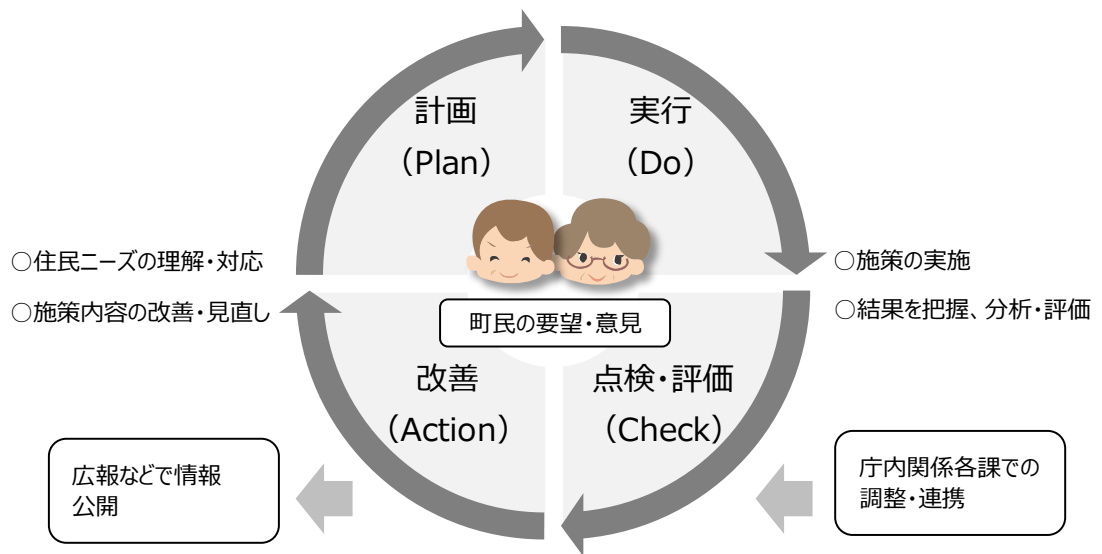 計画
（Plan）
実行
（Do）
○住民ニーズの理解・対応
○施策内容の改善・見直し
○施策の実施
○結果を把握、分析・評価
町民の要望・意見
改善
（Action）
点検・評価
（Check）
広報などで情報
公開
庁内関係各課での
調整・連携